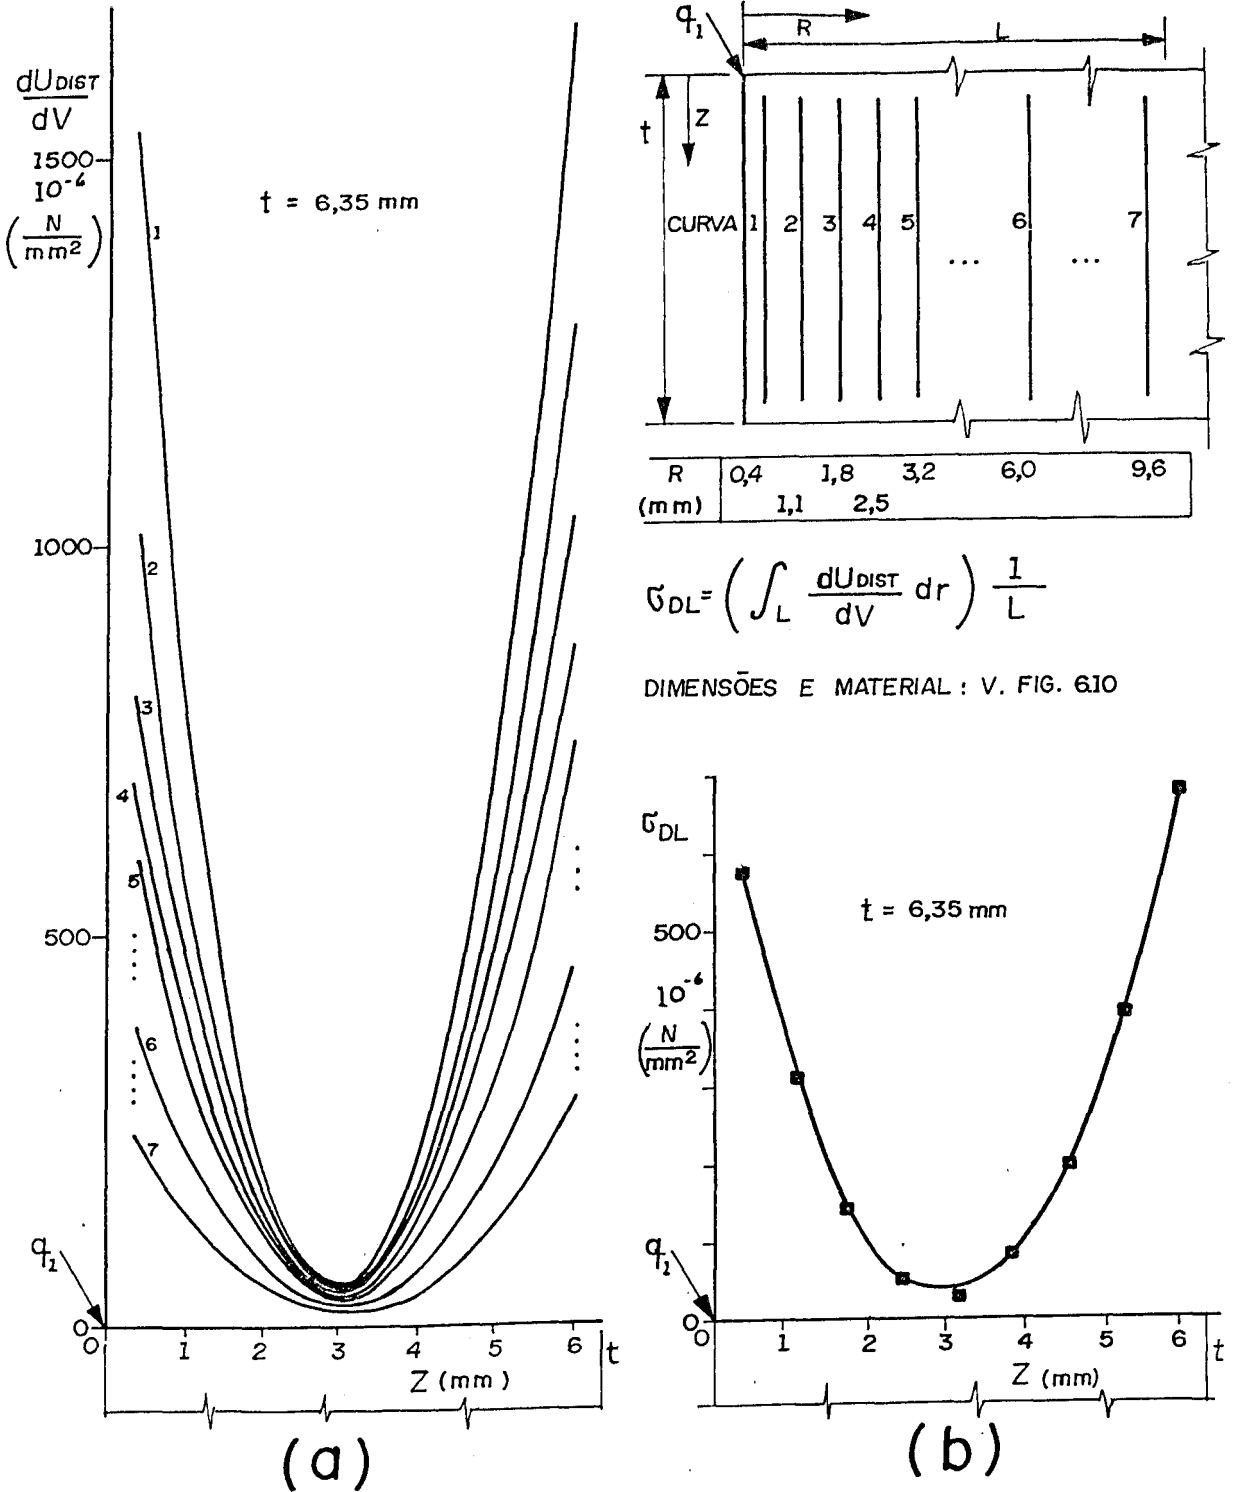 dUDIST
dV
1500
10⁻⁶
(N
mm2)
t = 6,35 mm
1
1000
2
3
4
5
500
6
7
q1
0
0 1 2 3 4 5 6 t
Z (mm)
(a)
q1
R
L
t
Z
CURVA 1 2 3 4 5 6 7
... ...
R 0,4 1,8 3,2 6,0 9,6
(mm) 1,1 2,5
σDL = (∫L dUDIST/dV dr) 1/L
DIMENSÕES E MATERIAL : V. FIG. 6.10
σDL
t = 6,35 mm
500
10⁻⁶
(N
mm2)
q1
0
0 1 2 3 4 5 6 t
Z (mm)
(b)